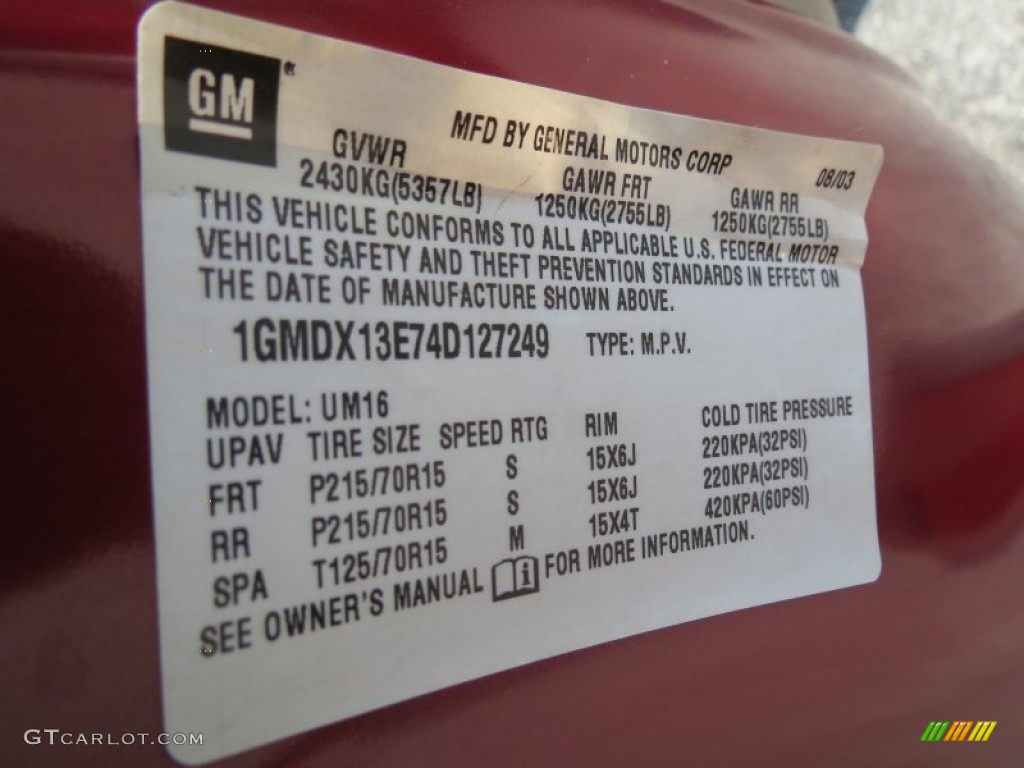 GM®
MFD BY GENERAL MOTORS CORP 08/03
GVWR GAWR FRT GAWR RR
2430KG(5357LB) 1250KG(2755LB) 1250KG(2755LB)
THIS VEHICLE CONFORMS TO ALL APPLICABLE U.S. FEDERAL MOTOR
VEHICLE SAFETY AND THEFT PREVENTION STANDARDS IN EFFECT ON
THE DATE OF MANUFACTURE SHOWN ABOVE.
1GMDX13E74D127249 TYPE: M.P.V.
MODEL: UM16
UPAV TIRE SIZE SPEED RTG RIM COLD TIRE PRESSURE
FRT P215/70R15 S 15X6J 220KPA(32PSI)
RR P215/70R15 S 15X6J 220KPA(32PSI)
SPA T125/70R15 M 15X4T 420KPA(60PSI)
SEE OWNER'S MANUAL FOR MORE INFORMATION.
GTCARLOT.COM